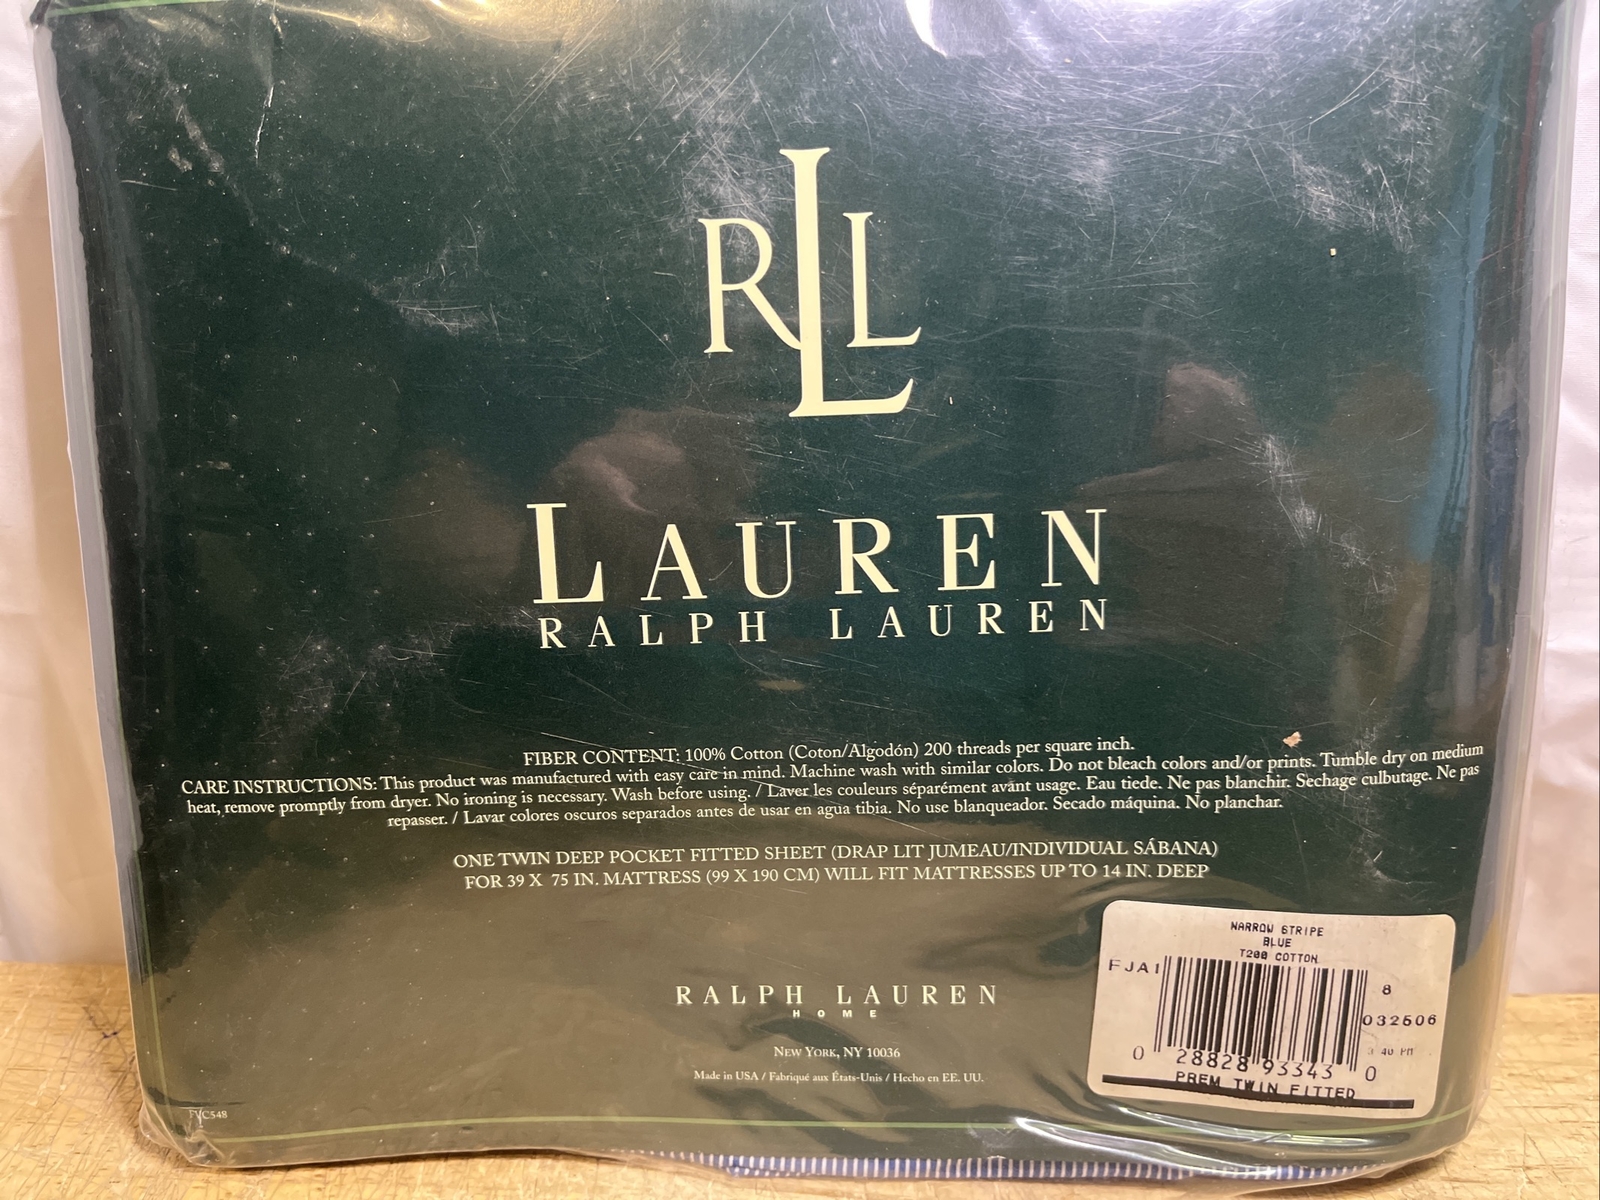 RLL
LAUREN
RALPH LAUREN
FIBER CONTENT: 100% Cotton (Coton/Algodón) 200 threads per square inch.
CARE INSTRUCTIONS: This product was manufactured with easy care in mind. Machine wash with similar colors. Do not bleach colors and/or prints. Tumble dry on medium
heat, remove promptly from dryer. No ironing is necessary. Wash before using. / Laver les couleurs séparément avänt usage. Eau tiede. Ne pas blanchir. Sechage culbutage. Ne pas
repasser. / Lavar colores oscuros separados antes de usar en agua tibia. No use blanqueador. Secado máquina. No planchar.
ONE TWIN DEEP POCKET FITTED SHEET (DRAP LIT JUMEAU/INDIVIDUAL SÁBANA)
FOR 39 X 75 IN. MATTRESS (99 X 190 CM) WILL FIT MATTRESSES UP TO 14 IN. DEEP
NARROW STRIPE
BLUE
T200 COTTON
FJA1
8
032506
40 PM
0 28828 93343 0
PREM TWIN FITTED
RALPH LAUREN
HOME
NEW YORK, NY 10036
Made in USA / Fabriqué aux États-Unis / Hecho en EE. UU.
C548